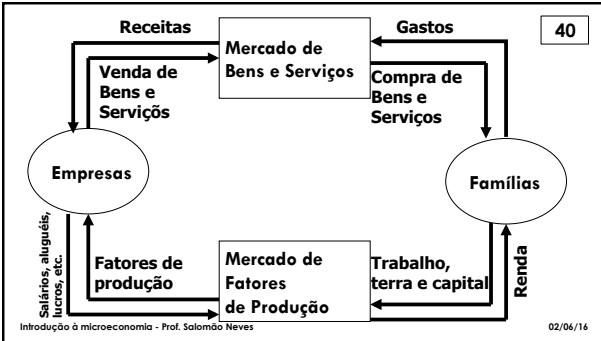 Receitas
Mercado de
Bens e Serviços
Gastos
40
Venda de
Bens e
Serviçõs
Compra de
Bens e
Serviços
Empresas
Famílias
Salários, aluguéis,
lucros, etc.
Fatores de
produção
Mercado de
Fatores
de Produção
Trabalho,
terra e capital
Renda
Introdução à microeconomia - Prof. Salomão Neves
02/06/16